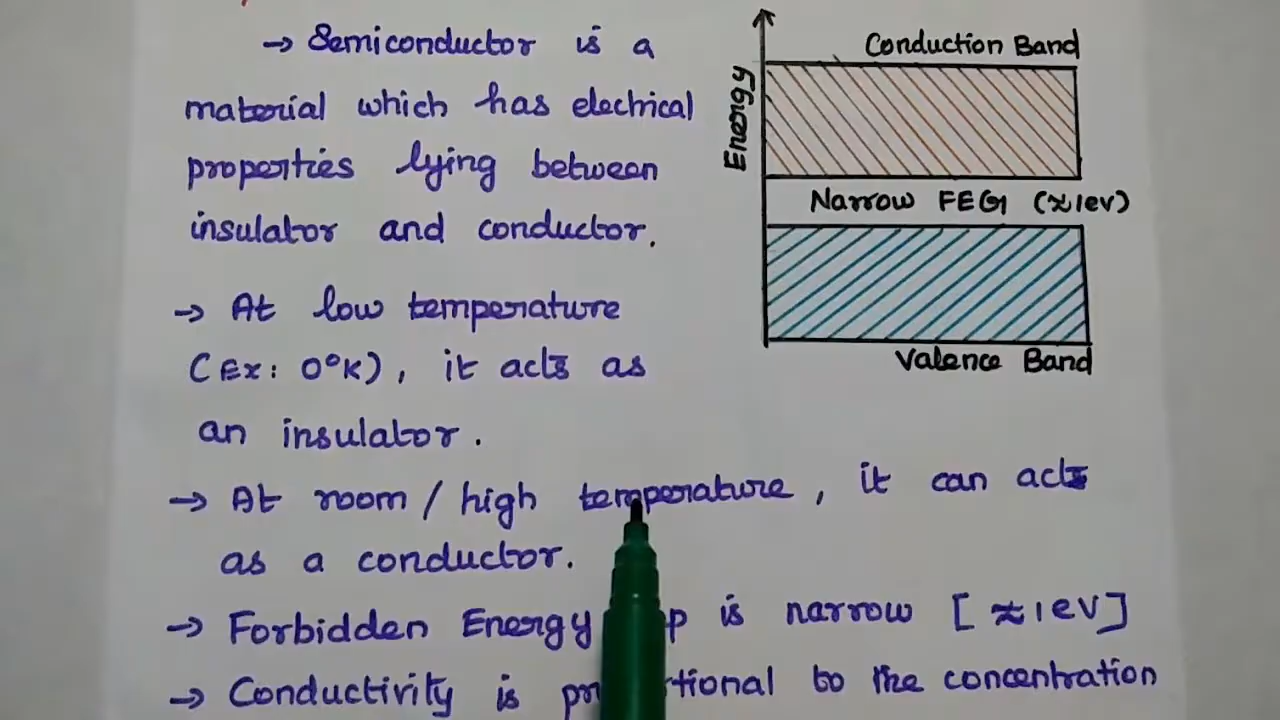 → Semiconductor is a
material which has electrical
properties lying between
insulator and conductor.
→ At low temperature
(Ex: 0°K), it acts as
an insulator.
→ At room / high temperature, it can acts
as a conductor.
→ Forbidden Energy is narrow [≈1eV]
→ Conductivity is to the concentration
Energy
Conduction Band
Narrow FEG (≈1eV)
Valence Band